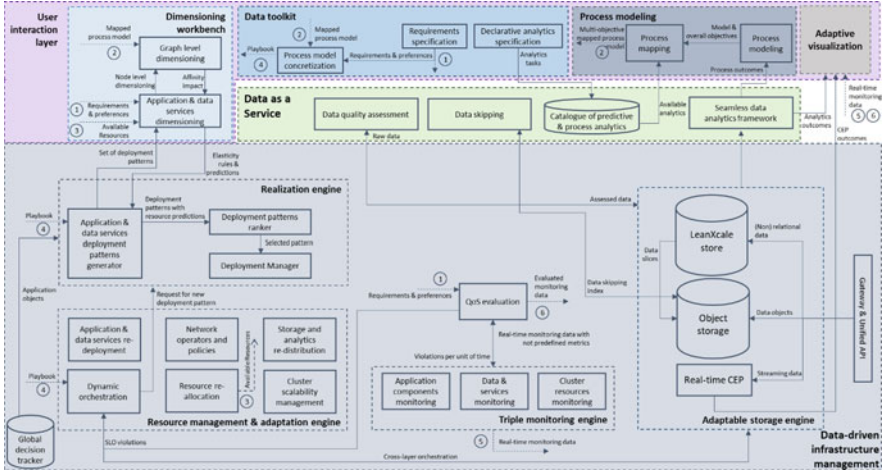 User
interaction
layer
Dimensioning
workbench
Mapped
process model
2
Graph level
dimensioning
Node level
dimensioning
Affinity
impact
1
Requirements
& preferences
3
Available
Resources
Application & data
services
dimensioning
Data toolkit
2
Mapped
process model
Playbook
4
Process model
concretization
Requirements
specification
Requirements & preferences
1
Declarative analytics
specification
Analytics
tasks
Process modeling
Multi-objective
mapped process
model
2
Process
mapping
Model &
overall objectives
Process
modeling
Process outcomes
Adaptive
visualization
Real-time
monitoring
data
5
6
CEP
outcomes
Analytics
outcomes
Data as a
Service
Data quality assessment
Raw data
Data skipping
Catalogue of predictive
& process analytics
Available
analytics
Seamless data
analytics framework
Set of deployment
patterns
Elasticity
rules &
predictions
Realization engine
Playbook
4
Application &
data services
deployment
patterns
generator
Deployment
patterns with
resource predictions
Deployment patterns
ranker
Selected pattern
Deployment Manager
Application
objects
Request for new
deployment pattern
Application &
data services re-
deployment
Network
operators and
policies
Storage and
analytics
re-distribution
Available Resources
Playbook
4
Dynamic
orchestration
Resource re-
allocation
3
Cluster
scalability
management
Resource management & adaptation engine
Global
decision
tracker
SLO violations
Cross-layer orchestration
1
Requirements & preferences
QoS evaluation
Evaluated
monitoring
data
6
Real-time monitoring data with
not predefined metrics
Violations per unit of time
Application
components
monitoring
Data &
services
monitoring
Cluster
resources
monitoring
Triple monitoring engine
5
Real-time monitoring data
Assessed data
Data skipping
index
LeanXcale
store
(Non) relational
data
Data
slices
Object
storage
Data objects
Real-time CEP
Streaming data
Adaptable storage engine
Gateway & Unified API
Data-driven
infrastructure
management